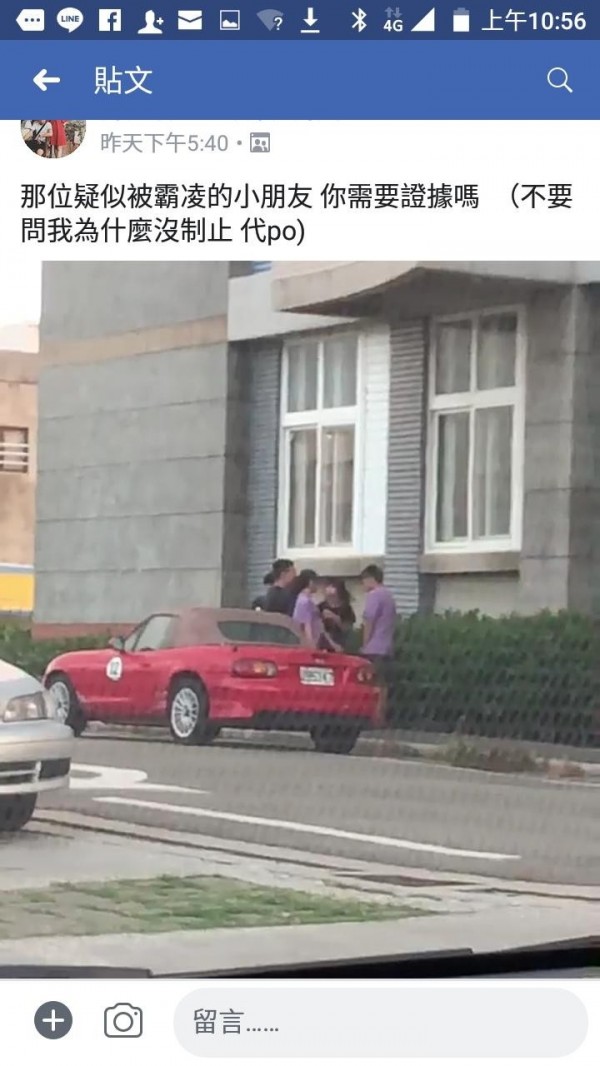 LINE
?
4G
上午10:56
貼文
昨天下午5:40
那位疑似被霸凌的小朋友 你需要證據嗎 （不要
問我為什麼沒制止 代po)
留言......